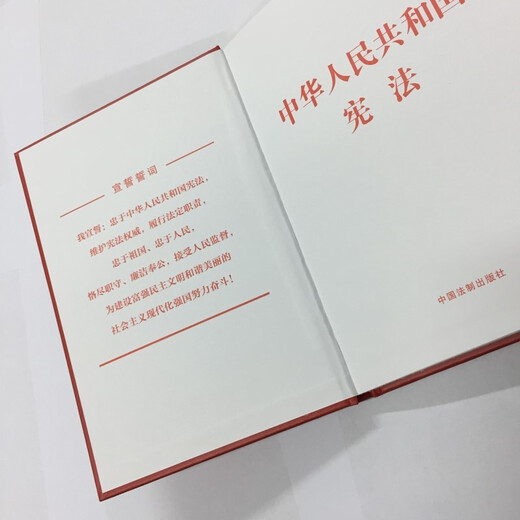 宣誓誓词
我宣誓：忠于中华人民共和国宪法，
维护宪法权威，履行法定职责，
忠于祖国、忠于人民，
恪尽职守、廉洁奉公，接受人民监督，
为建设富强民主文明和谐美丽的
社会主义现代化强国努力奋斗！
中华人民共和国
宪法
中国法制出版社